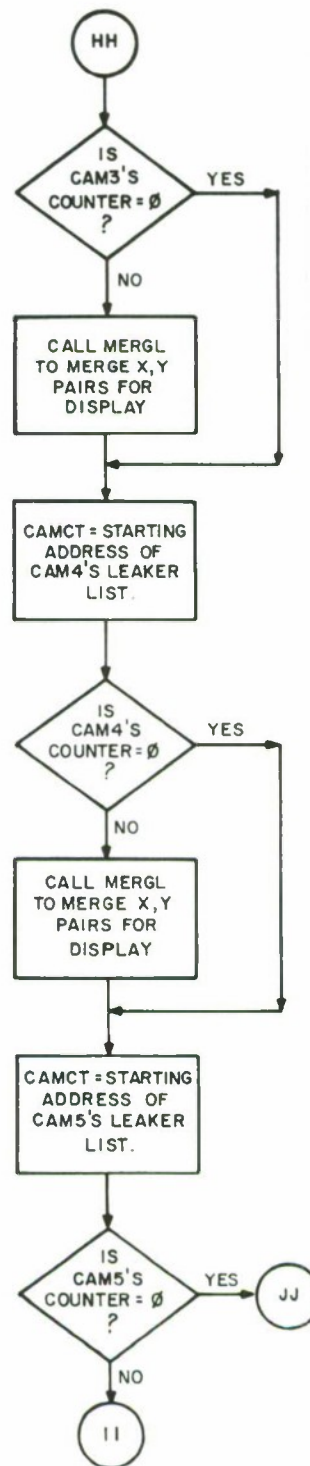 HH
IS
CAM3'S
COUNTER=Ø
?
YES
NO
CALL MERGL
TO MERGE X,Y
PAIRS FOR
DISPLAY
CAMCT=STARTING
ADDRESS OF
CAM4'S LEAKER
LIST.
IS
CAM4'S
COUNTER=Ø
?
YES
NO
CALL MERGL
TO MERGE X,Y
PAIRS FOR
DISPLAY
CAMCT=STARTING
ADDRESS OF
CAM5'S LEAKER
LIST.
IS
CAM5'S
COUNTER=Ø
?
YES
JJ
NO
II